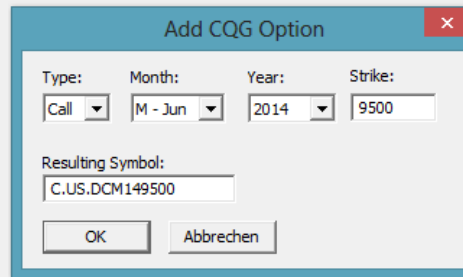 Add CQG Option
Type: Month: Year: Strike:
Call M - Jun 2014 9500
Resulting Symbol:
C.US.DCM149500
OK Abbrechen